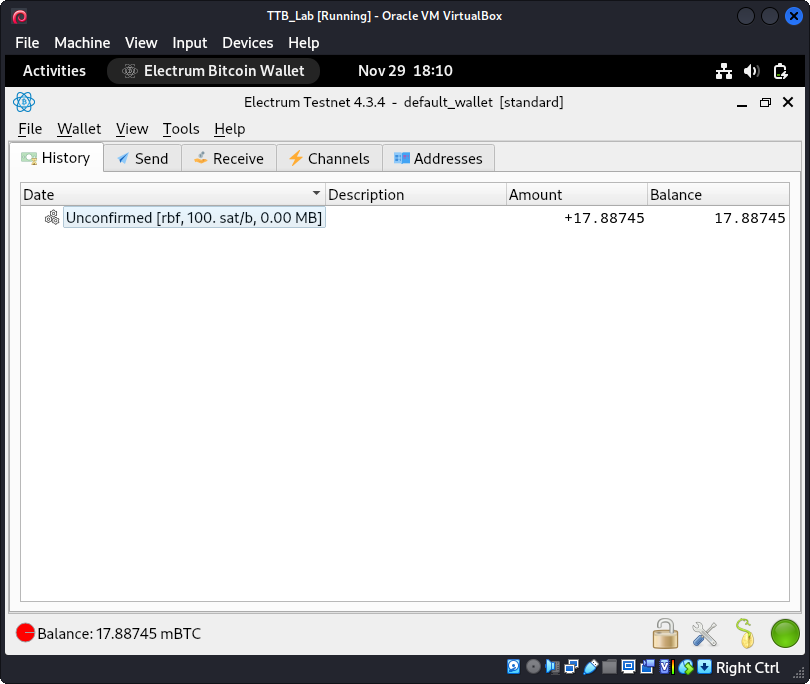 TTB_Lab [Running] - Oracle VM VirtualBox
File Machine View Input Devices Help
Activities Electrum Bitcoin Wallet Nov 29 18:10
Electrum Testnet 4.3.4 - default_wallet [standard]
File Wallet View Tools Help
History Send Receive Channels Addresses
Date Description Amount Balance
Unconfirmed [rbf, 100. sat/b, 0.00 MB] +17.88745 17.88745
Balance: 17.88745 mBTC
Right Ctrl